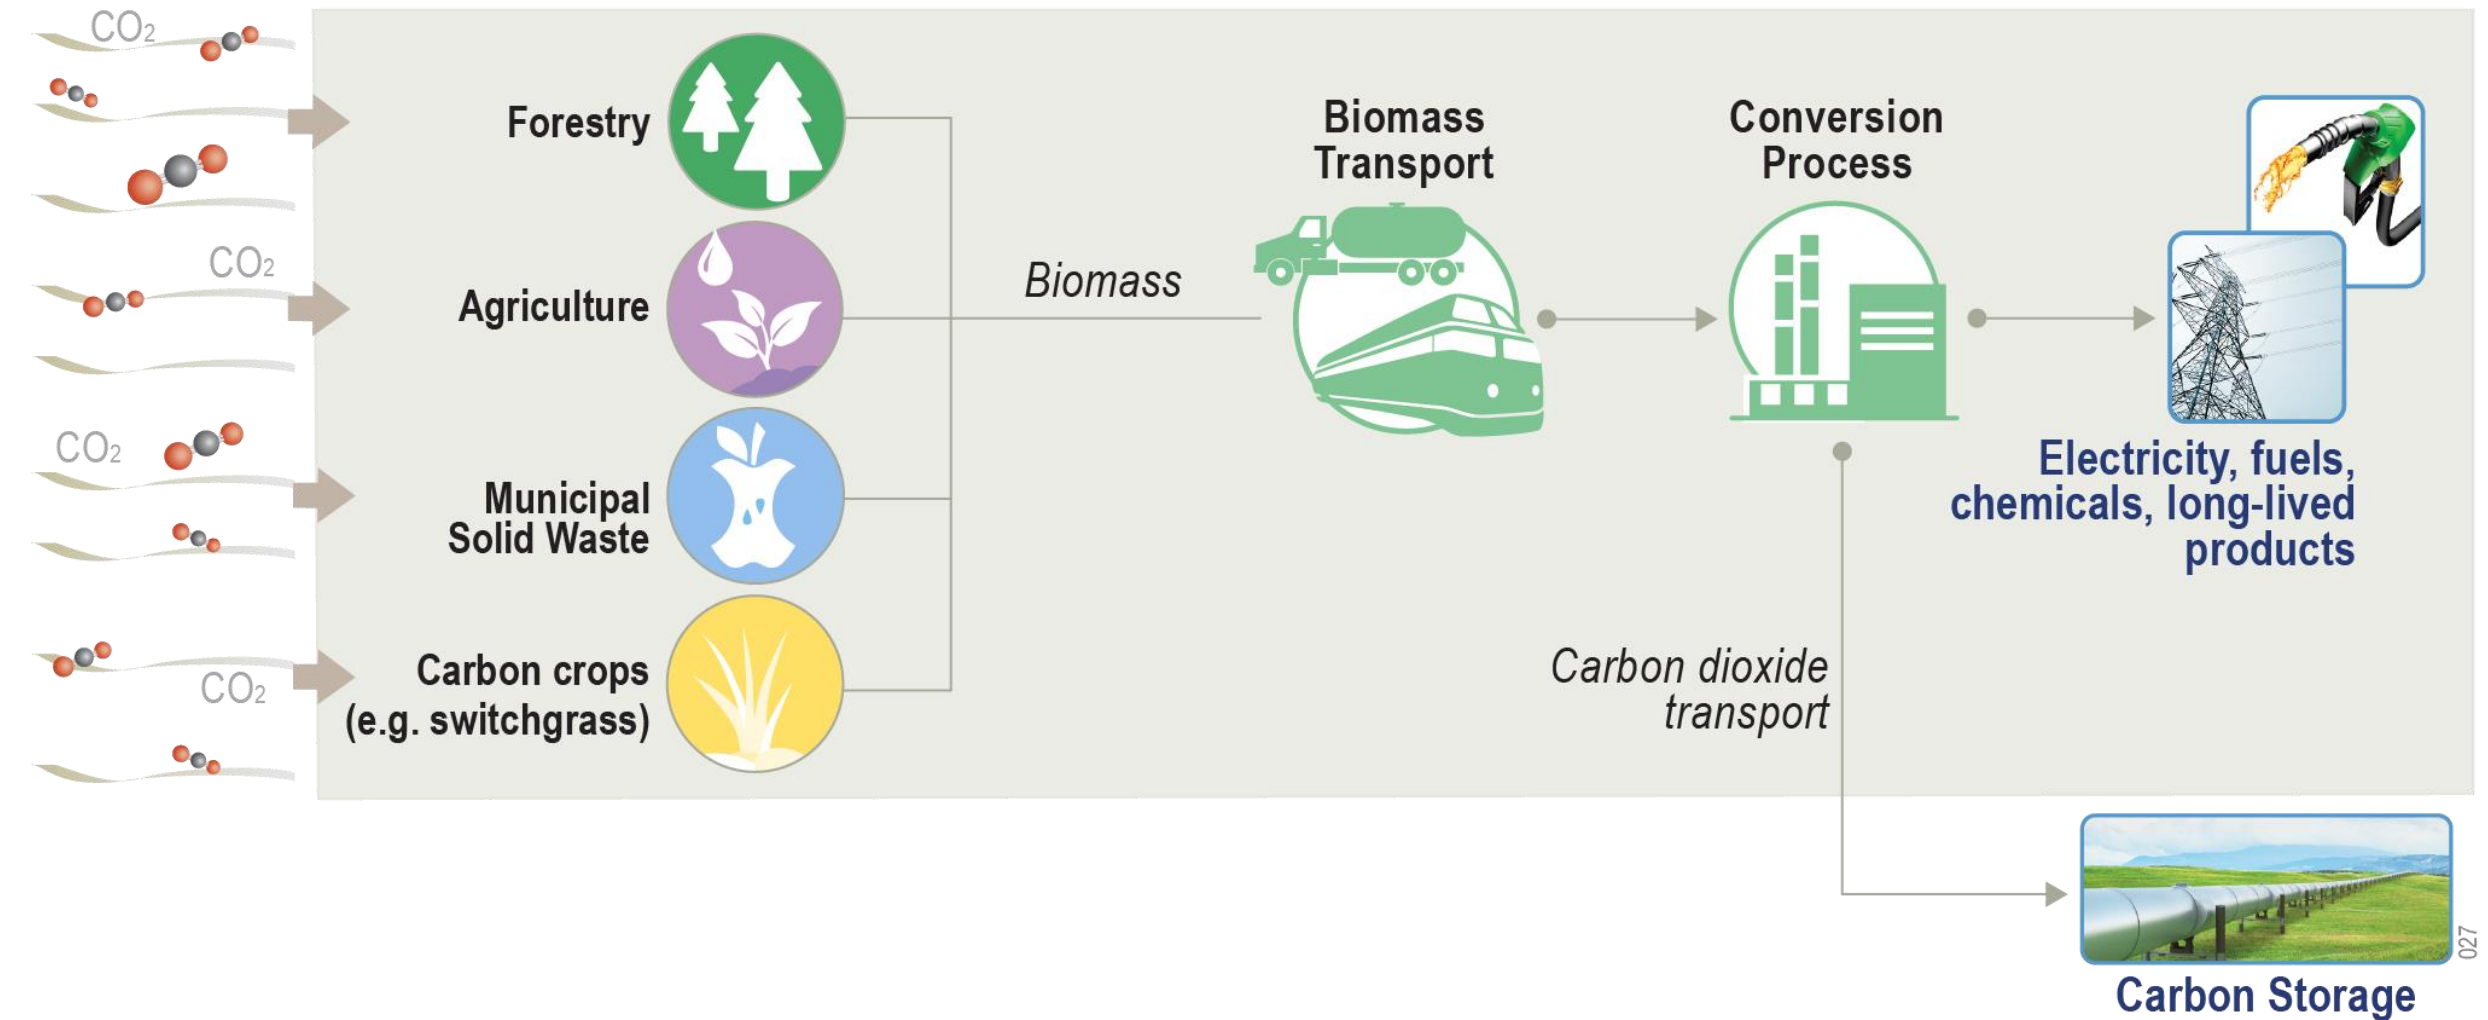 CO2
CO2
CO2
CO2
Forestry
Agriculture
Municipal
Solid Waste
Carbon crops
(e.g. switchgrass)
Biomass
Biomass
Transport
Conversion
Process
Electricity, fuels,
chemicals, long-lived
products
Carbon dioxide
transport
Carbon Storage
027